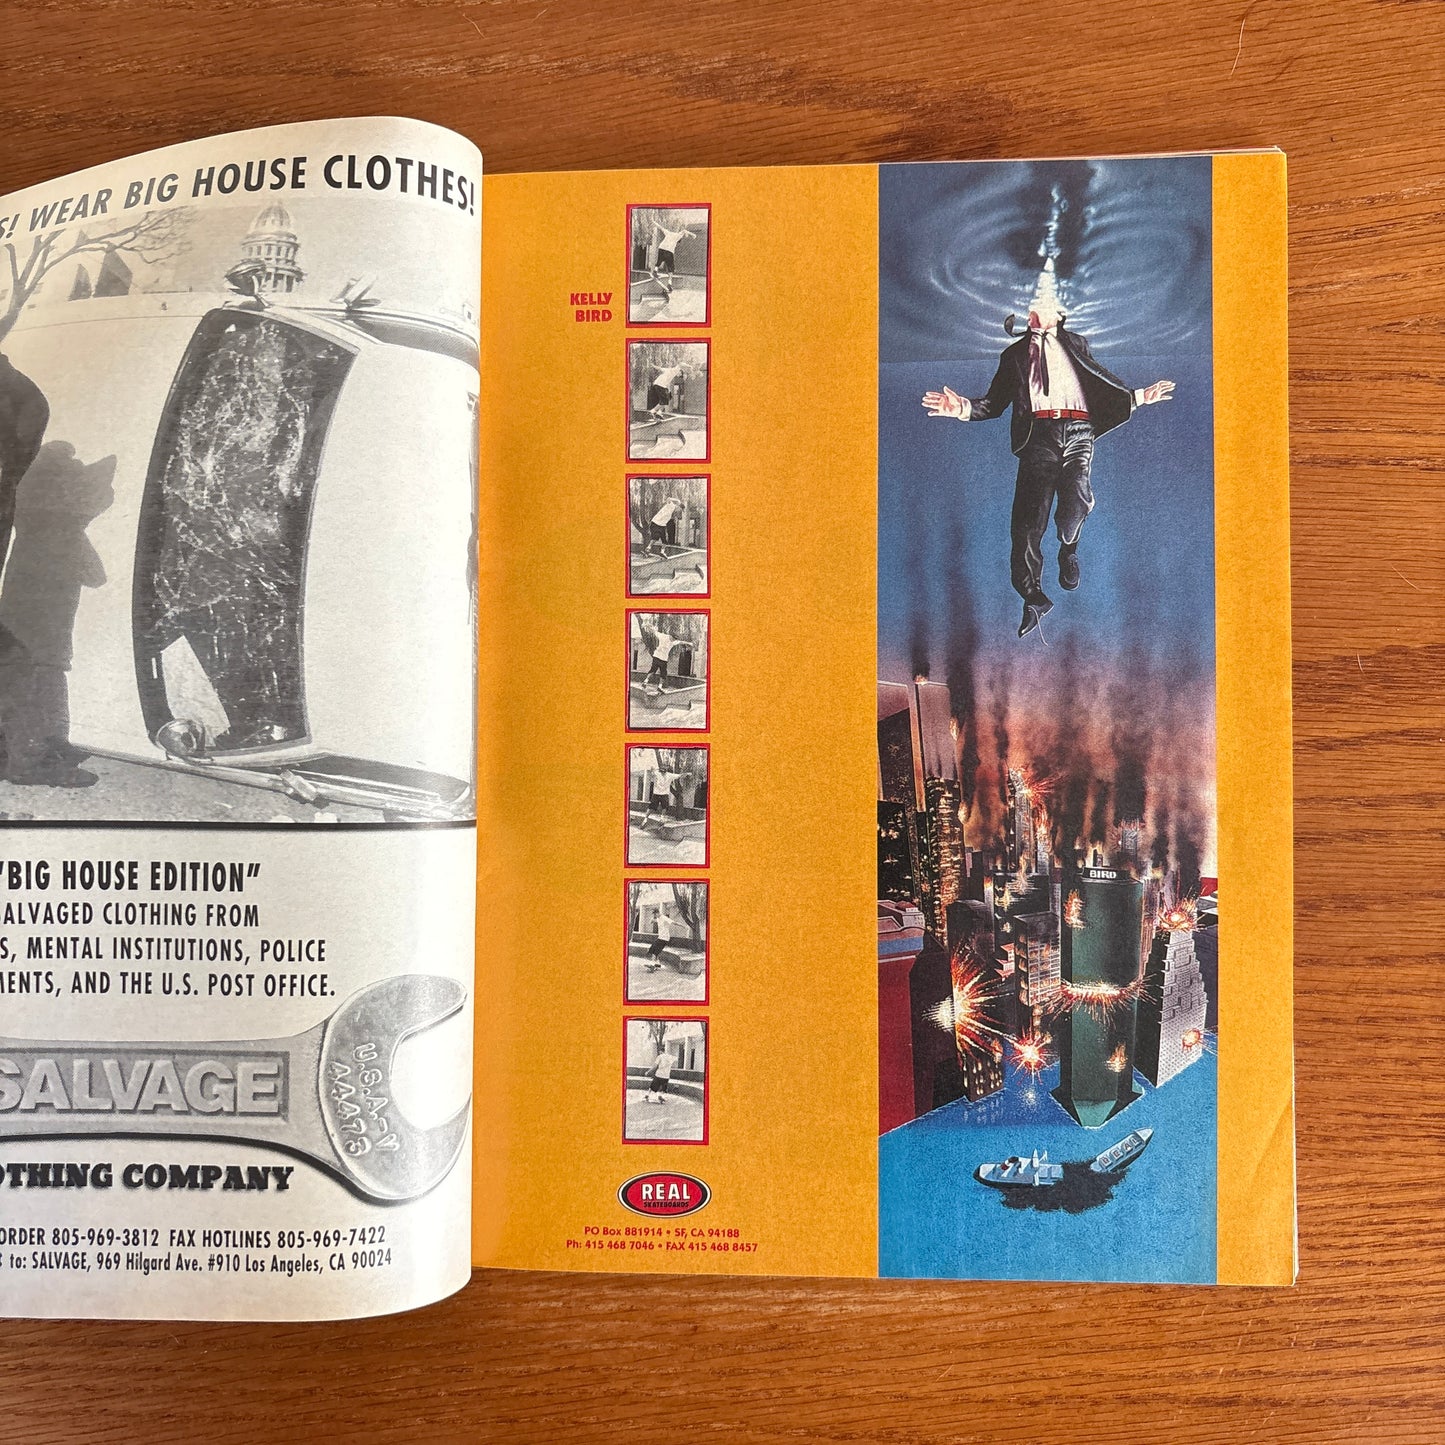 S! WEAR BIG HOUSE CLOTHES!
"BIG HOUSE EDITION"
SALVAGED CLOTHING FROM
S, MENTAL INSTITUTIONS, POLICE
MENTS, AND THE U.S. POST OFFICE.
SALVAGE
U.S.A-V
AAA73
OTHING COMPANY
ORDER 805-969-3812 FAX HOTLINES 805-969-7422
to: SALVAGE, 969 Hilgard Ave. #910 Los Angeles, CA 90024
KELLY
BIRD
REAL
SKATEBOARDS
PO Box 881914 • SF, CA 94188
Ph: 415 468 7046 • FAX 415 468 8457
3
BIRD
REAL